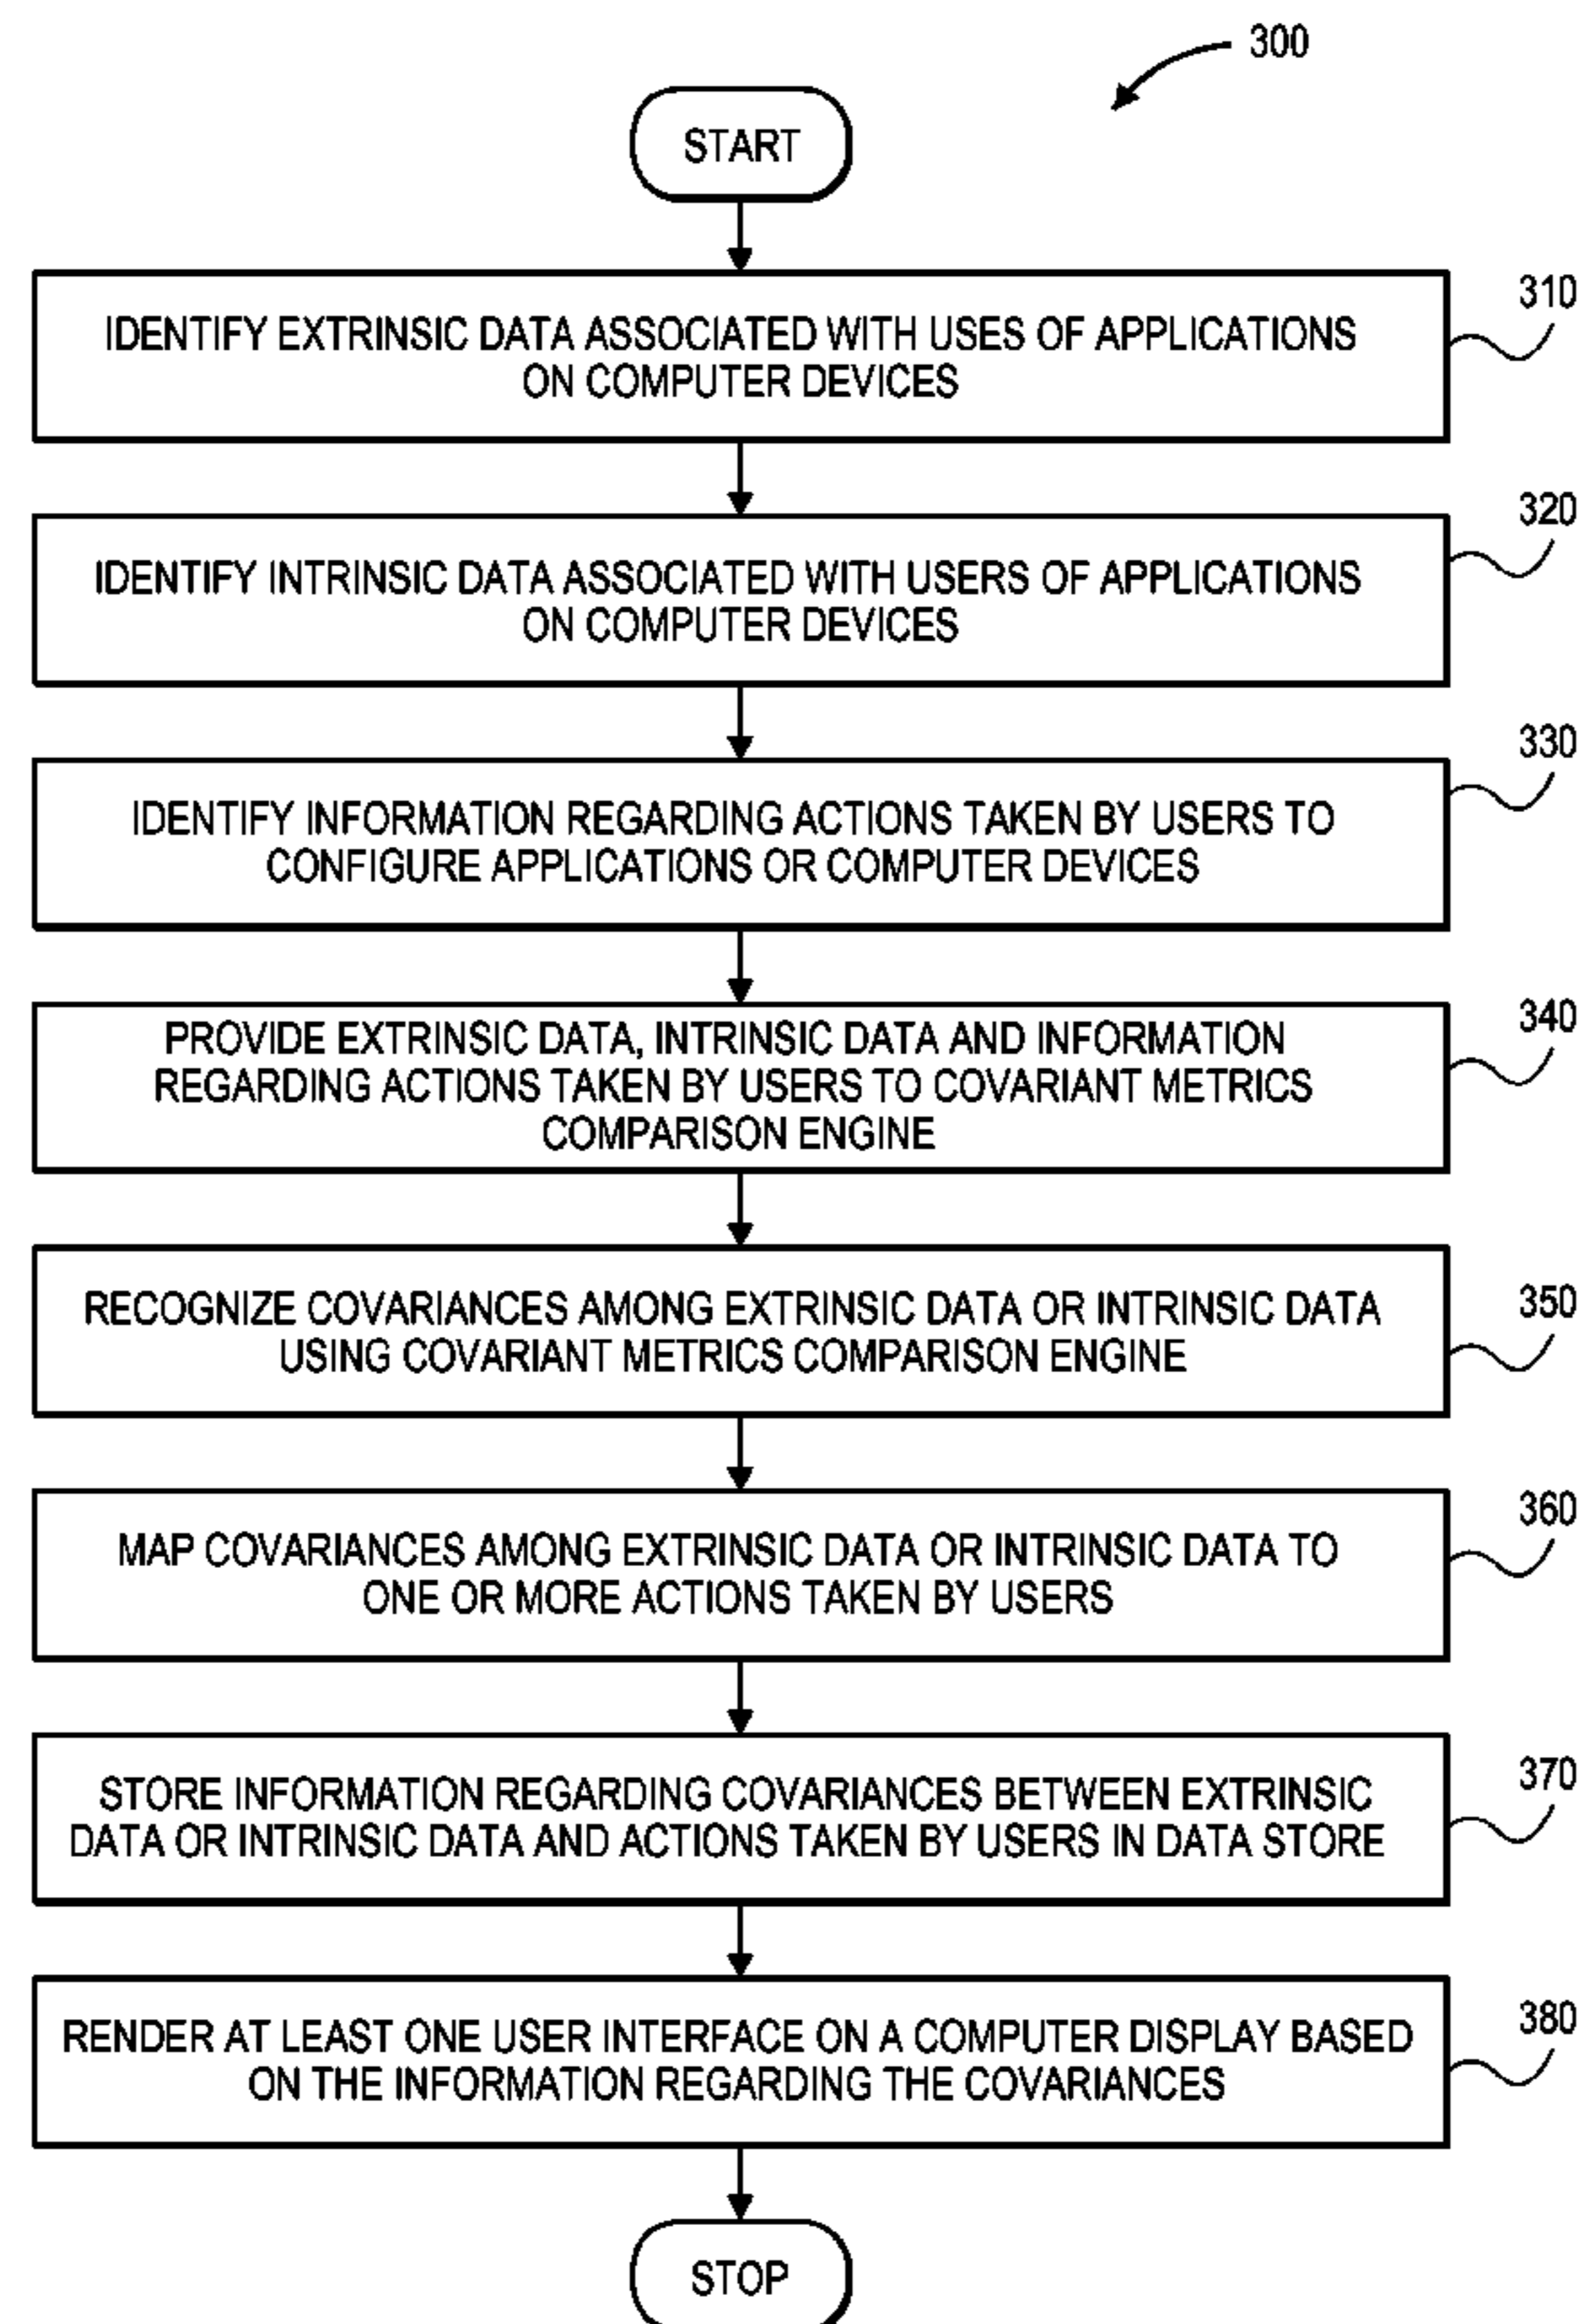 300
START
310
IDENTIFY EXTRINSIC DATA ASSOCIATED WITH USES OF APPLICATIONS
ON COMPUTER DEVICES
320
IDENTIFY INTRINSIC DATA ASSOCIATED WITH USERS OF APPLICATIONS
ON COMPUTER DEVICES
330
IDENTIFY INFORMATION REGARDING ACTIONS TAKEN BY USERS TO
CONFIGURE APPLICATIONS OR COMPUTER DEVICES
340
PROVIDE EXTRINSIC DATA, INTRINSIC DATA AND INFORMATION
REGARDING ACTIONS TAKEN BY USERS TO COVARIANT METRICS
COMPARISON ENGINE
350
RECOGNIZE COVARIANCES AMONG EXTRINSIC DATA OR INTRINSIC DATA
USING COVARIANT METRICS COMPARISON ENGINE
360
MAP COVARIANCES AMONG EXTRINSIC DATA OR INTRINSIC DATA TO
ONE OR MORE ACTIONS TAKEN BY USERS
370
STORE INFORMATION REGARDING COVARIANCES BETWEEN EXTRINSIC
DATA OR INTRINSIC DATA AND ACTIONS TAKEN BY USERS IN DATA STORE
380
RENDER AT LEAST ONE USER INTERFACE ON A COMPUTER DISPLAY BASED
ON THE INFORMATION REGARDING THE COVARIANCES
STOP